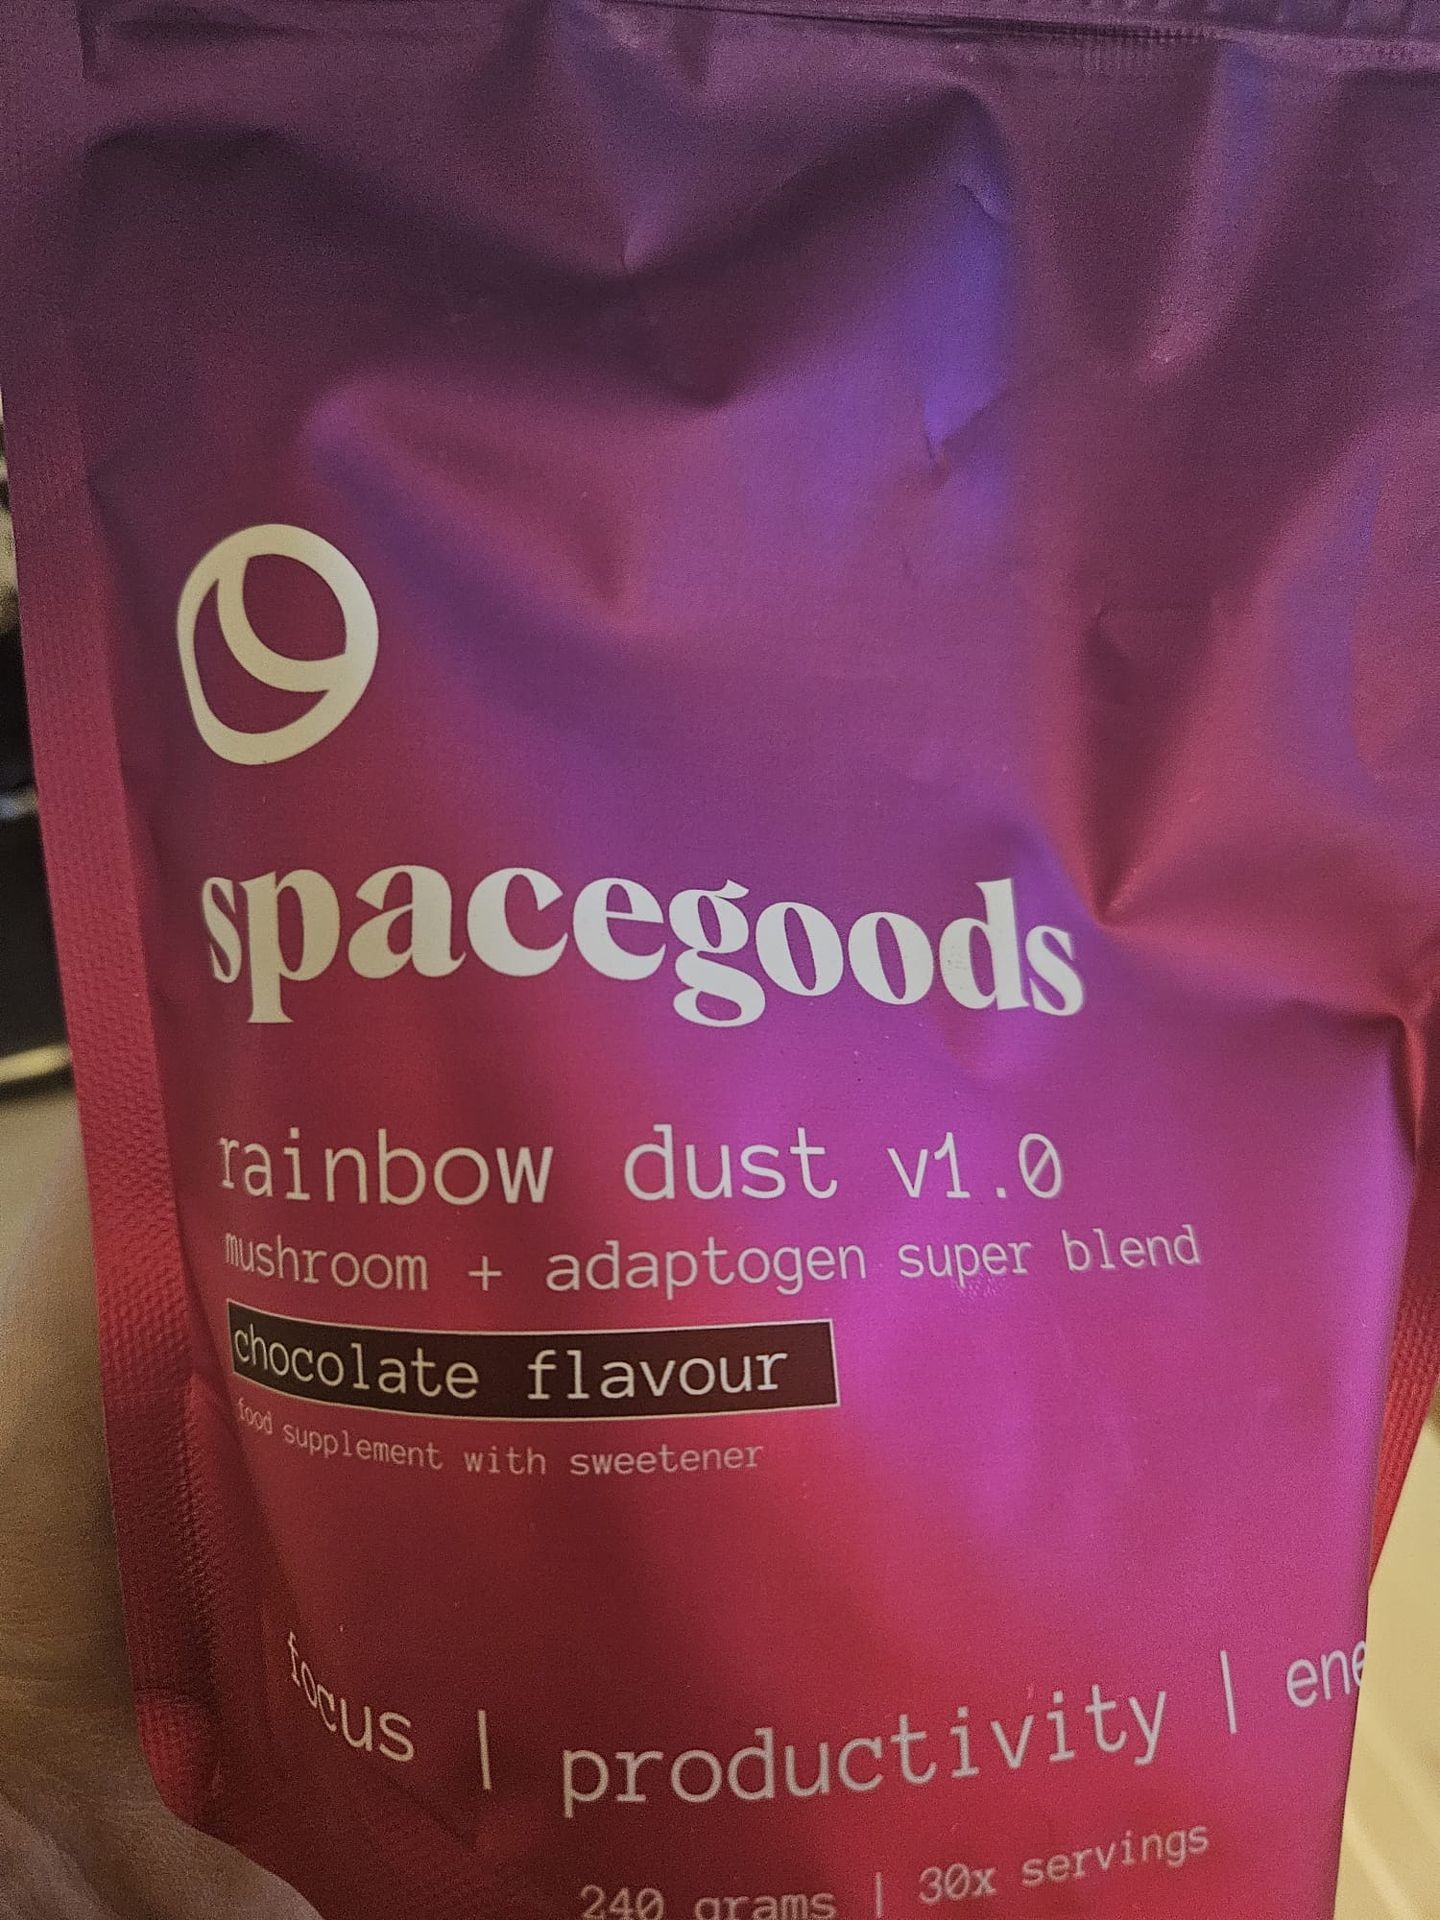 spacegoods
rainbow dust v1.0
mushroom + adaptogen super blend
chocolate flavour
food supplement with sweetener
focus | productivity | ene
240 grams | 30x servings